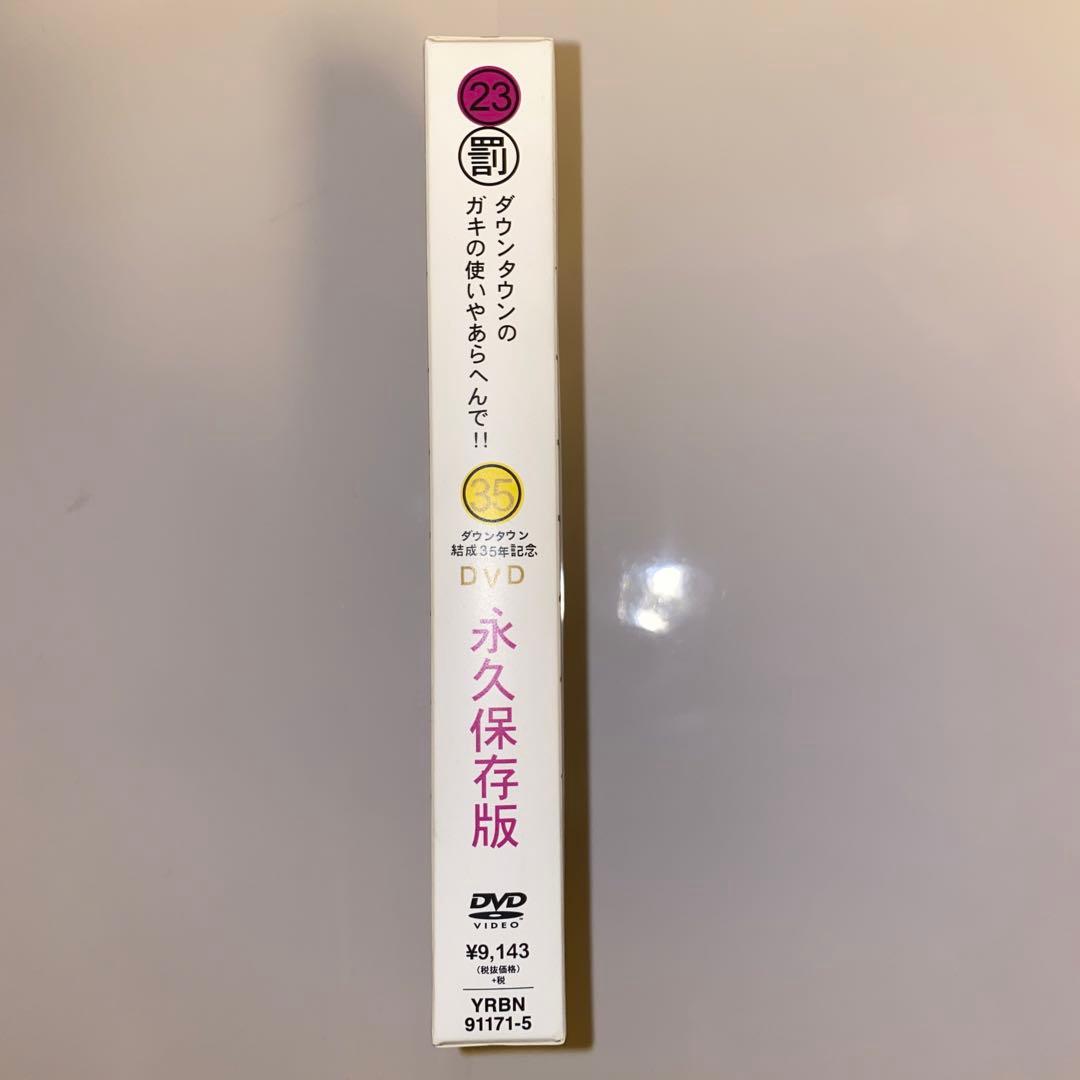 23
罰
ダウンタウンの
ガキの使いやあらへんで!!
35
ダウンタウン
結成35年記念
DVD
永久保存版
DVD
VIDEO™
¥9,143
(税抜価格)
+税
YRBN
91171-5